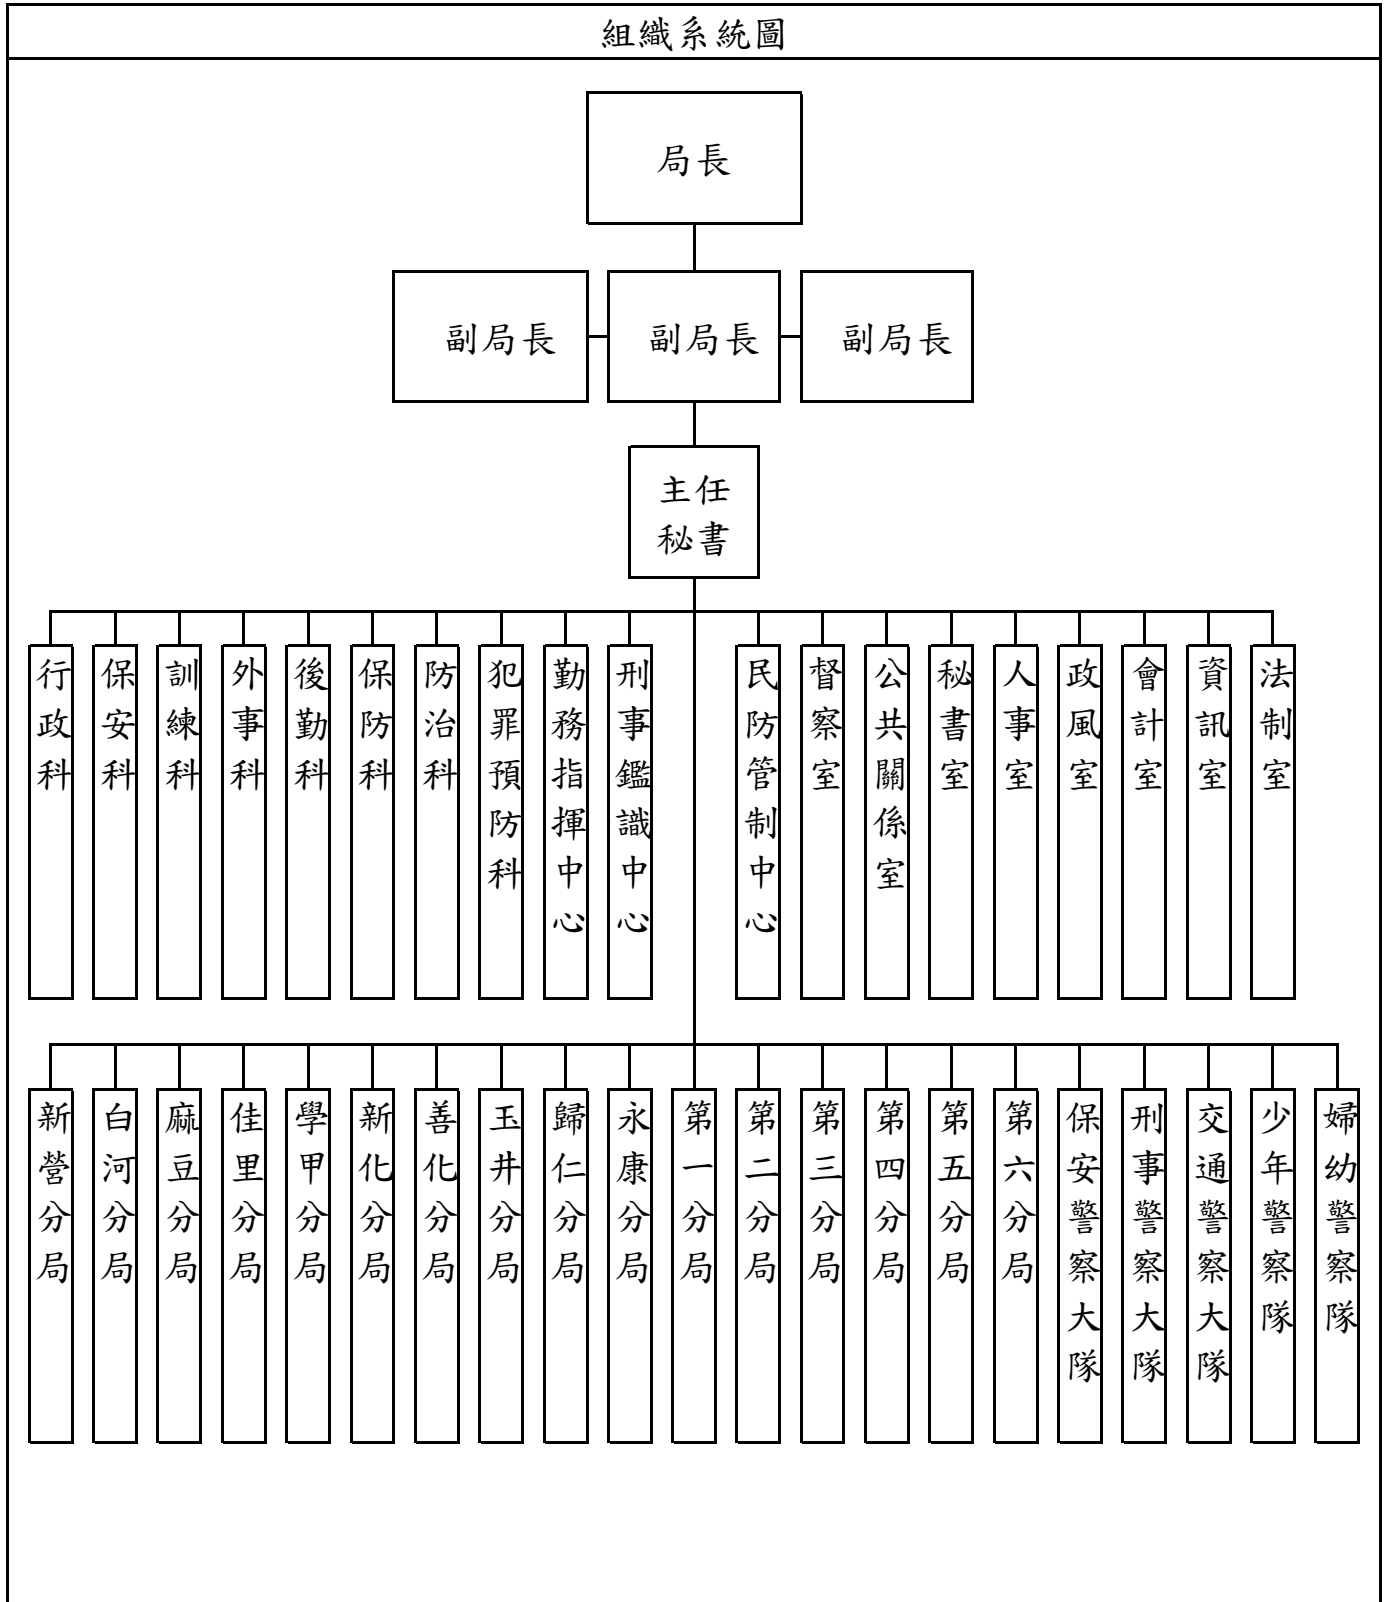 組織系統圖
局長
副局長
副局長
副局長
主任
秘書
行政科
保安科
訓練科
外事科
後勤科
保防科
防治科
犯罪預防科
勤務指揮中心
刑事鑑識中心
民防管制中心
督察室
公共關係室
秘書室
人事室
政風室
會計室
資訊室
法制室
新營分局
白河分局
麻豆分局
佳里分局
學甲分局
新化分局
善化分局
玉井分局
歸仁分局
永康分局
第一分局
第二分局
第三分局
第四分局
第五分局
第六分局
保安警察大隊
刑事警察大隊
交通警察大隊
少年警察隊
婦幼警察隊